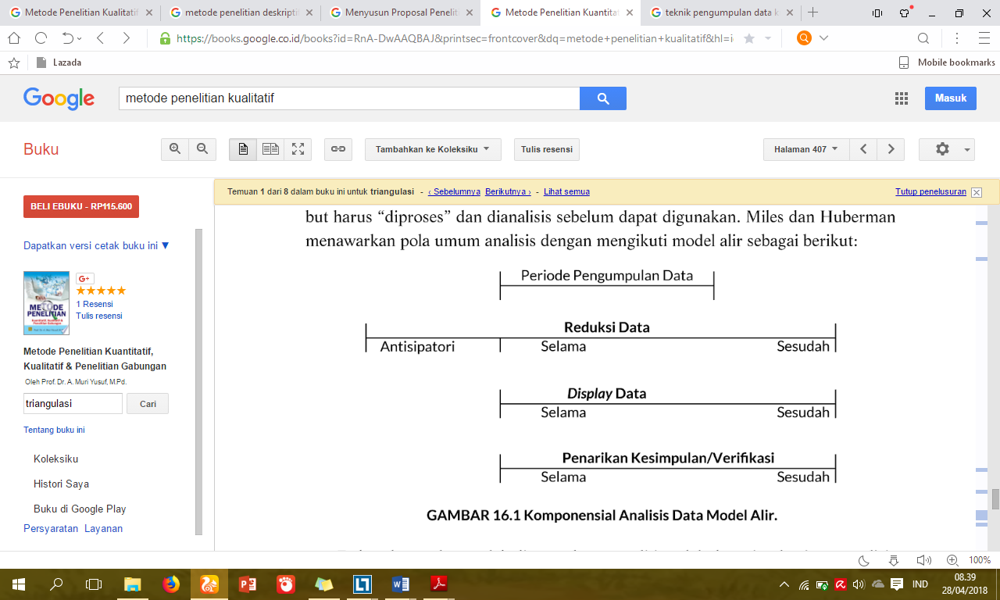 Metode Penelitian Kualitatif
metode penelitian deskriptif
Menyusun Proposal Penelit
Metode Penelitian Kuantita
teknik pengumpulan data k
https://books.google.co.id/books?id=RnA-DwAAQBAJ&printsec=frontcover&dq=metode+penelitian+kualitatif&hl=i
Lazada
Mobile bookmarks
Google
metode penelitian kualitatif
Masuk
Buku
Tambahkan ke Koleksiku
Tulis resensi
Halaman 407
BELI EBUKU - RP115.600
Temuan 1 dari 8 dalam buku ini untuk triangulasi - ‹ Sebelumnya Berikutnya › - Lihat semua
Tutup penelusuran
Dapatkan versi cetak buku ini ▼
G+
1 Resensi
Tulis resensi
METODE
PENELITIAN
Metode Penelitian Kuantitatif,
Kualitatif & Penelitian Gabungan
Oleh Prof. Dr. A. Muri Yusuf, M.Pd.
triangulasi
Cari
Tentang buku ini
Koleksiku
Histori Saya
Buku di Google Play
Persyaratan Layanan
but harus “diproses” dan dianalisis sebelum dapat digunakan. Miles dan Huberman
menawarkan pola umum analisis dengan mengikuti model alir sebagai berikut:
Periode Pengumpulan Data
Reduksi Data
Antisipatori Selama Sesudah
Display Data
Selama Sesudah
Penarikan Kesimpulan/Verifikasi
Selama Sesudah
GAMBAR 16.1 Komponensial Analisis Data Model Alir.
100%
IND
08.39
28/04/2018